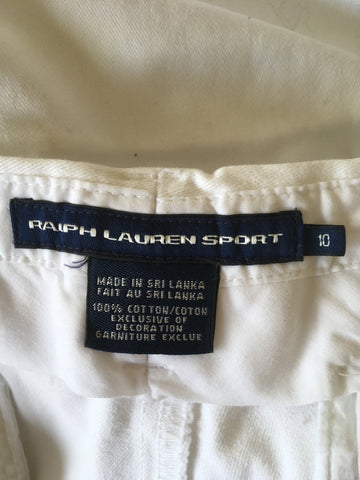 RALPH LAUREN SPORT
10
MADE IN SRI LANKA
FAIT AU SRI LANKA
100% COTTON/COTON
EXCLUSIVE OF
DECORATION
GARNITURE EXCLUE